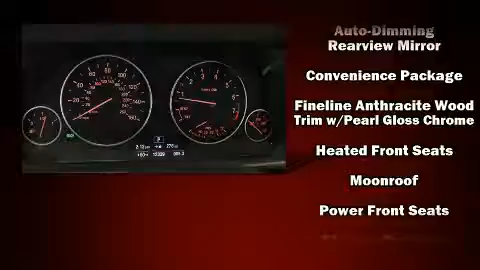 Auto-Dimming
Rearview Mirror
Convenience Package
Fineline Anthracite Wood
Trim w/Pearl Gloss Chrome
Heated Front Seats
Moonroof
Power Front Seats